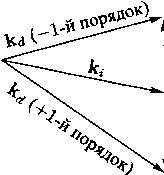 k_d (−1-й порядок)
k_i
k_d (+1-й порядок)